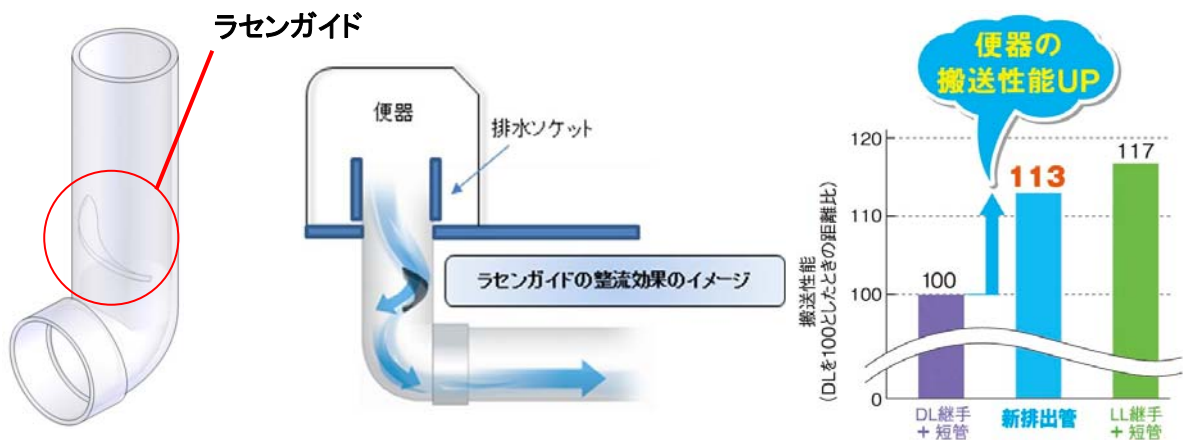 ラセンガイド
便器
排水ソケット
ラセンガイドの整流効果のイメージ
便器の
搬送性能UP
搬送性能
(DLを100としたときの距離比)
120
110
100
0
100
113
117
DL継手
+ 短管
新排出管
LL継手
+ 短管